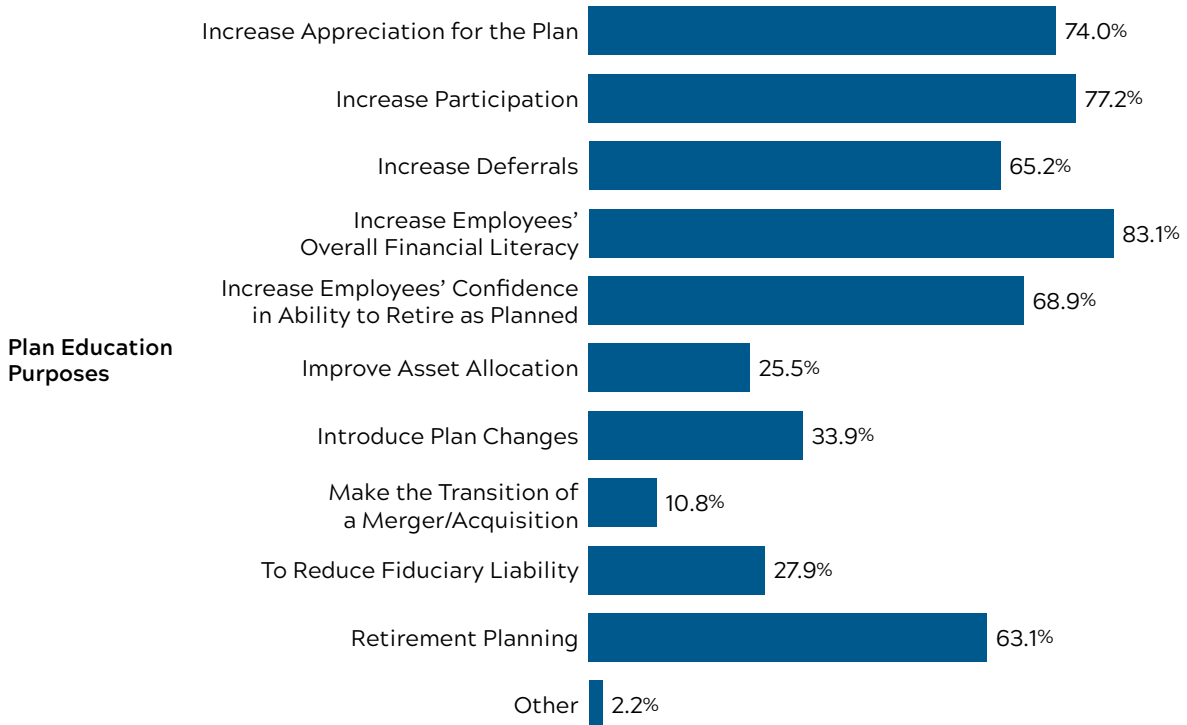 Increase Appreciation for the Plan 74.0%
Increase Participation 77.2%
Increase Deferrals 65.2%
Increase Employees’
Overall Financial Literacy 83.1%
Increase Employees’ Confidence
in Ability to Retire as Planned 68.9%
Plan Education
Purposes
Improve Asset Allocation 25.5%
Introduce Plan Changes 33.9%
Make the Transition of
a Merger/Acquisition 10.8%
To Reduce Fiduciary Liability 27.9%
Retirement Planning 63.1%
Other 2.2%